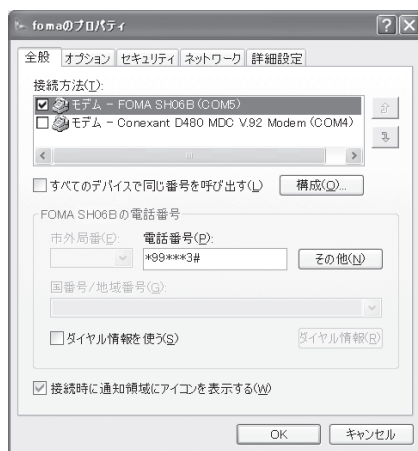 fomaのプロパティ
全般 オプション セキュリティ ネットワーク 詳細設定
接続方法(T):
モデム - FOMA SH06B (COM5)
モデム - Conexant D480 MDC V.92 Modem (COM4)
すべてのデバイスで同じ番号を呼び出す(L) 構成(O)...
FOMA SH06Bの電話番号
市外局番(E): 電話番号(P):
*99***3# その他(N)
国番号/地域番号(G):
ダイヤル情報を使う(S) ダイヤル情報(R)
接続時に通知領域にアイコンを表示する(W)
OK キャンセル